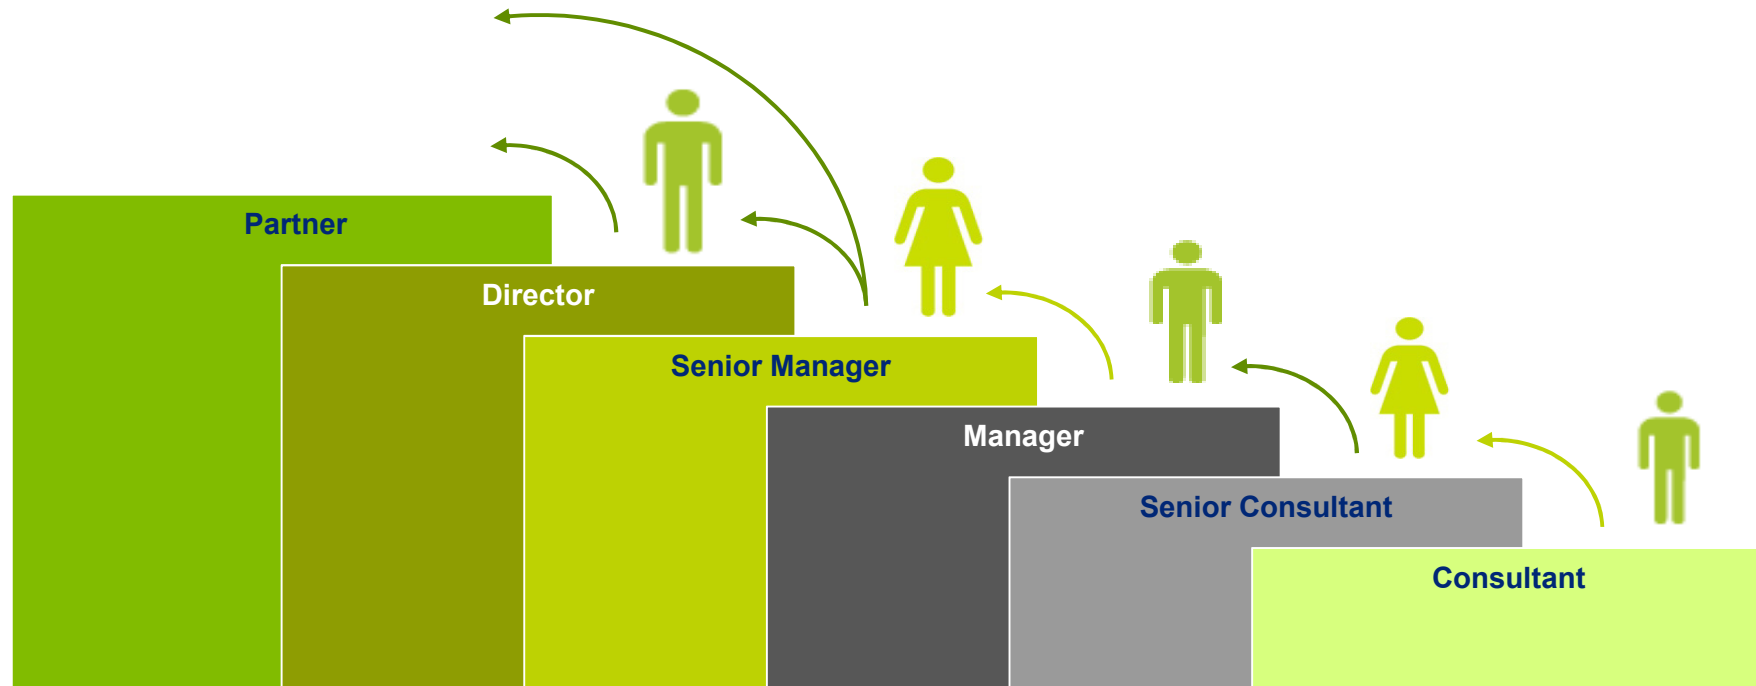 Partner
Director
Senior Manager
Manager
Senior Consultant
Consultant